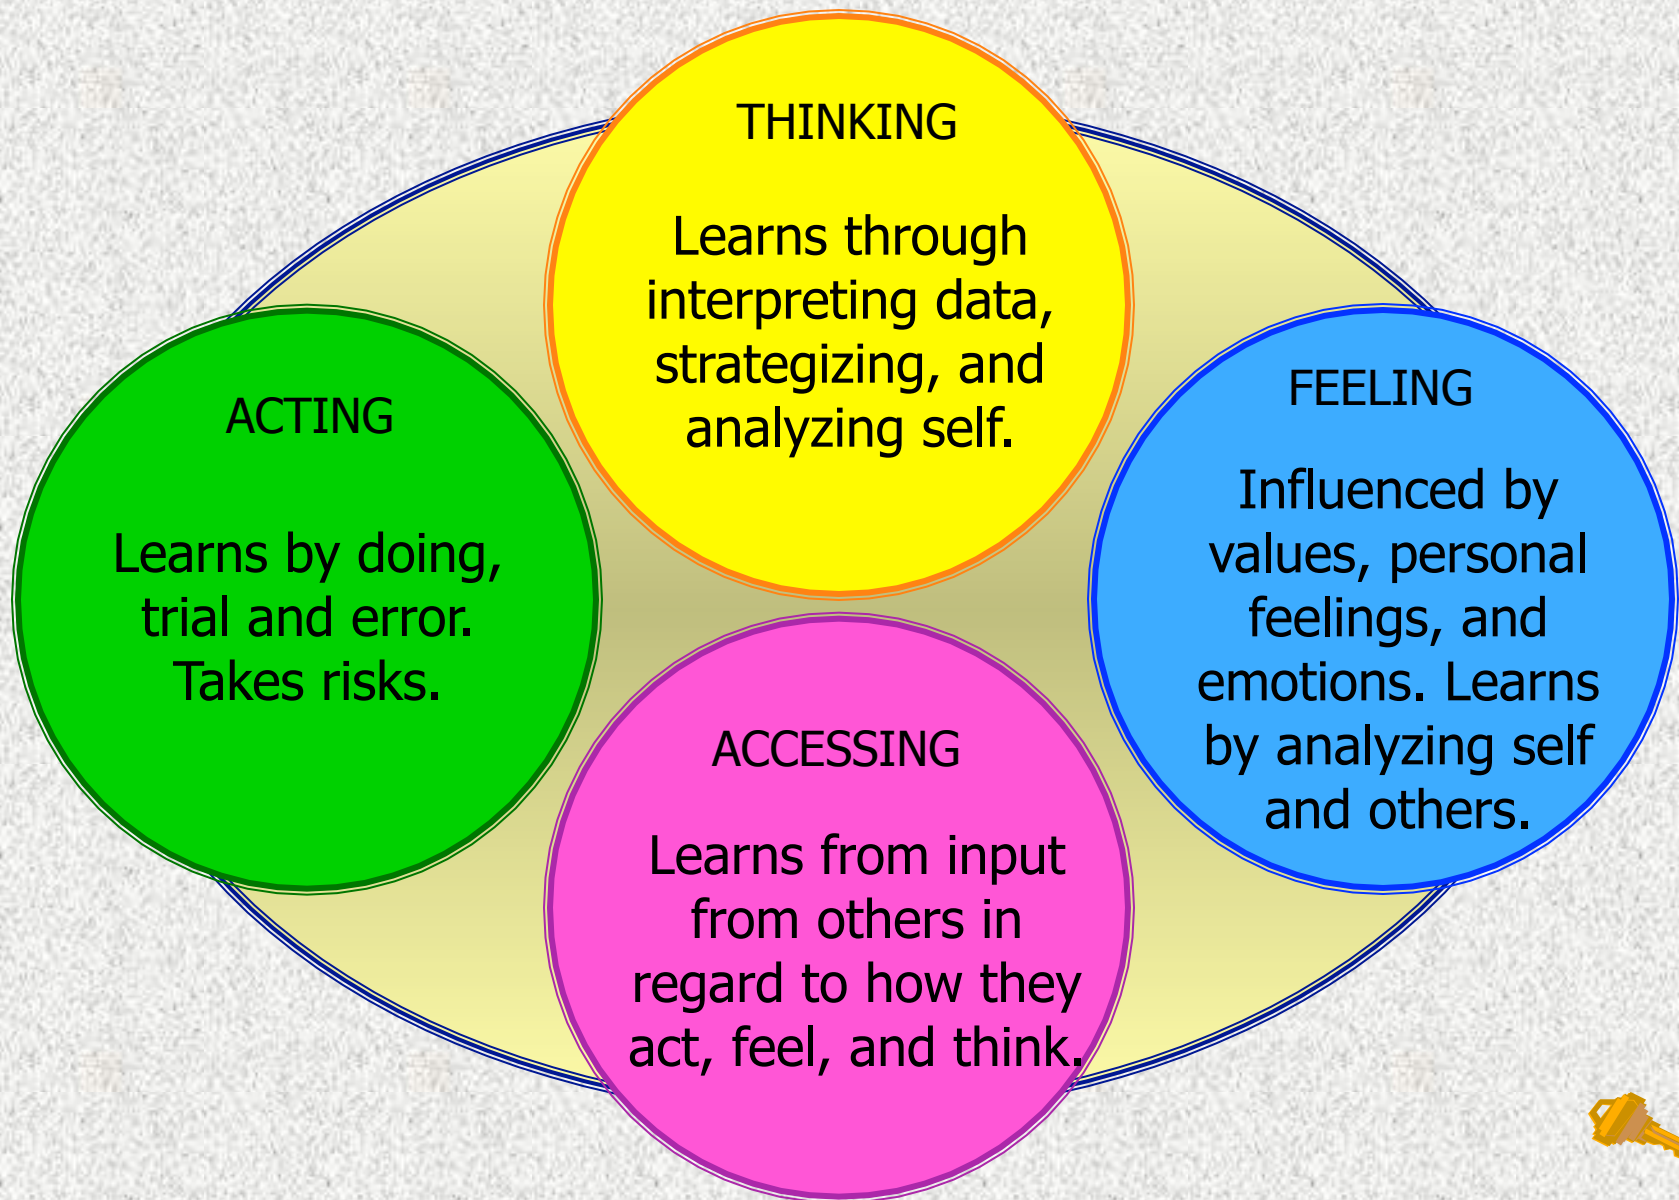 THINKING
Learns through
interpreting data,
strategizing, and
analyzing self.
ACTING
Learns by doing,
trial and error.
Takes risks.
FEELING
Influenced by
values, personal
feelings, and
emotions. Learns
by analyzing self
and others.
ACCESSING
Learns from input
from others in
regard to how they
act, feel, and think.